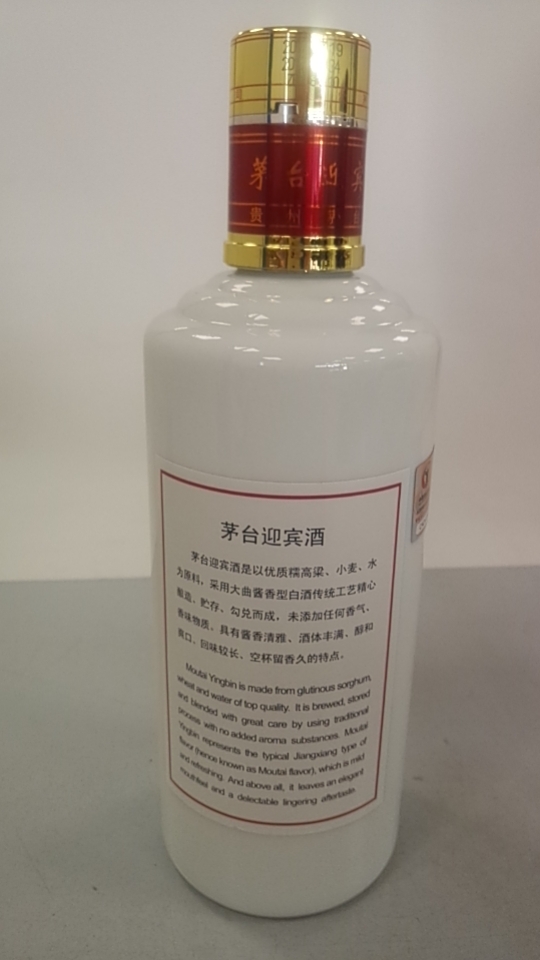 茅台迎宾
贵州
茅台迎宾酒
茅台迎宾酒是以优质糯高粱、小麦、水
为原料，采用大曲酱香型白酒传统工艺精心
酿造、贮存、勾兑而成，未添加任何香气、
香味物质。具有酱香清雅、酒体丰满、醇和
爽口、回味较长、空杯留香久的特点。
Moutai Yingbin is made from glutinous sorghum,
wheat and water of top quality. It is brewed, stored
and blended with great care by using traditional
process with no added aroma substances. Moutai
Yingbin represents the typical Jiangxiang type of
flavor (hence known as Moutai flavor), which is mild
and refreshing. And above all, it leaves an elegant
mouthfeel and a delectable lingering aftertaste.